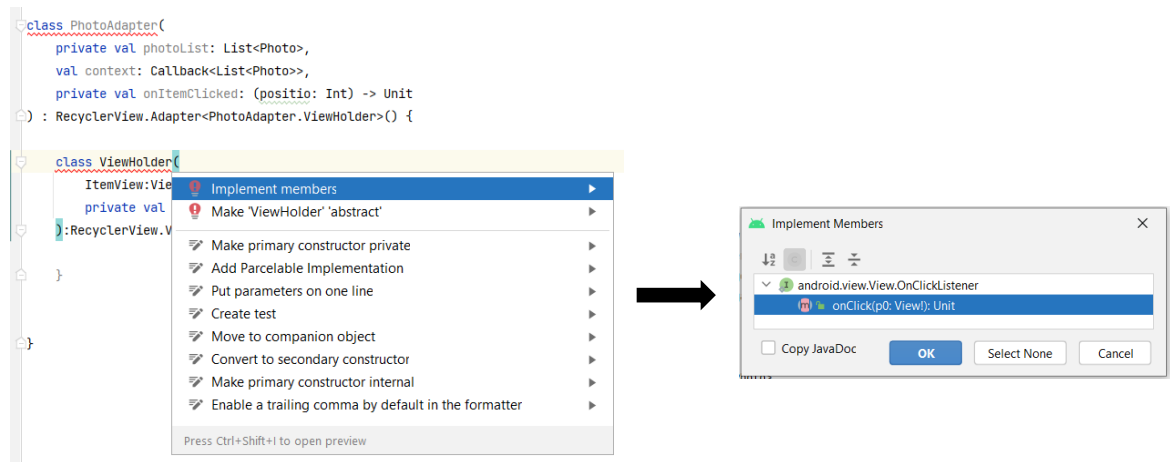 class PhotoAdapter(
private val photoList: List<Photo>,
val context: Callback<List<Photo>>,
private val onItemClicked: (positio: Int) -> Unit
) : RecyclerView.Adapter<PhotoAdapter.ViewHolder>() {
class ViewHolder(
ItemView:Vie
private val
):RecyclerView.V
}
}
Implement members
Make 'ViewHolder' 'abstract'
Make primary constructor private
Add Parcelable Implementation
Put parameters on one line
Create test
Move to companion object
Convert to secondary constructor
Make primary constructor internal
Enable a trailing comma by default in the formatter
Press Ctrl+Shift+I to open preview
Implement Members
android.view.View.OnClickListener
onClick(p0: View!): Unit
Copy JavaDoc
OK
Select None
Cancel